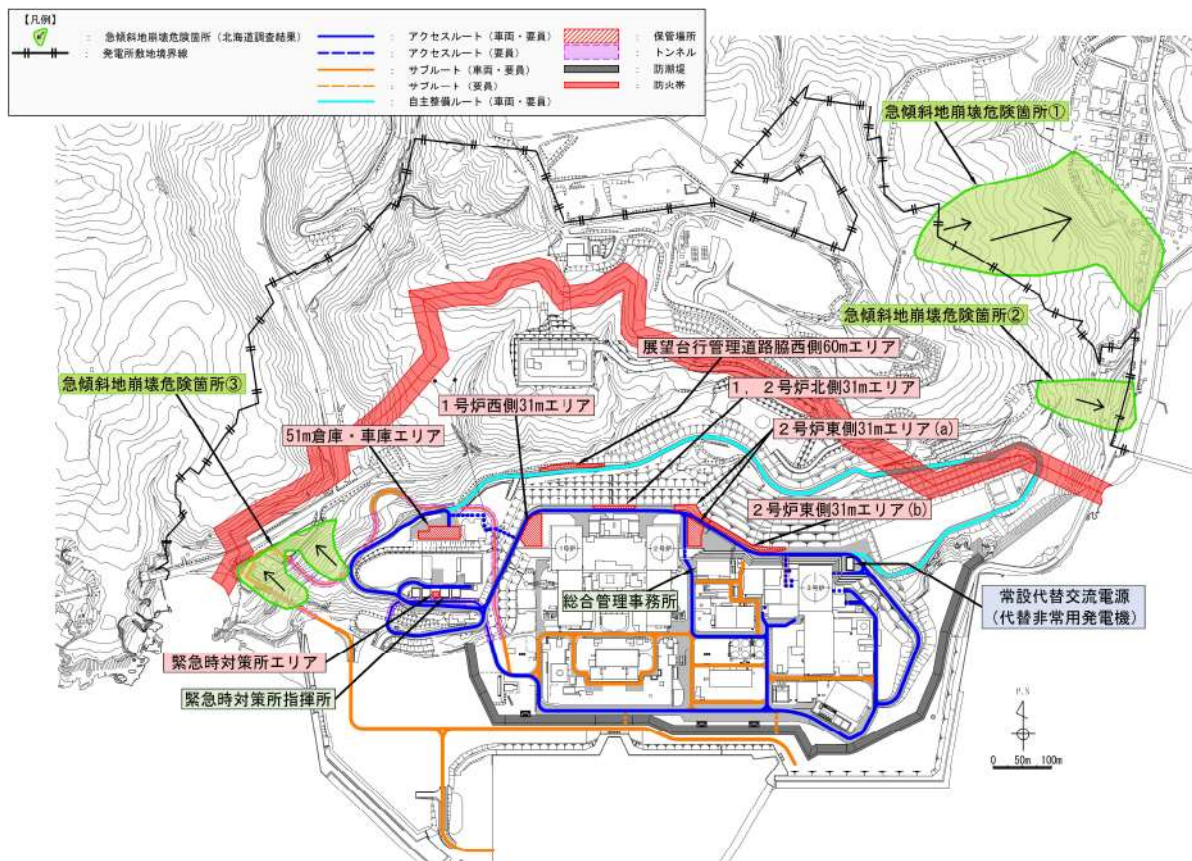 【凡例】
： 急傾斜地崩壊危険箇所（北海道調査結果）
： 発電所敷地境界線
： アクセスルート（車両・要員）
： アクセスルート（要員）
： サブルート（車両・要員）
： サブルート（要員）
： 自主整備ルート（車両・要員）
： 保管場所
： トンネル
： 防潮堤
： 防火帯
急傾斜地崩壊危険箇所①
急傾斜地崩壊危険箇所②
展望台行管理道路脇西側60mエリア
急傾斜地崩壊危険箇所③
１，２号炉北側31mエリア
１号炉西側31mエリア
２号炉東側31mエリア(a)
51m倉庫・車庫エリア
２号炉東側31mエリア(b)
１号炉
２号炉
３号炉
総合管理事務所
常設代替交流電源
（代替非常用発電機）
緊急時対策所エリア
緊急時対策所指揮所
P.N
0 50m 100m